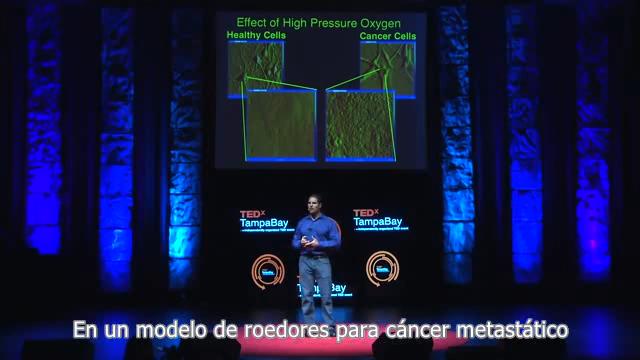 Effect of High Pressure Oxygen
Healthy Cells
Cancer Cells
TEDx
TampaBay
TEDx
TampaBay
TampaBay
En un modelo de roedores para cáncer metastático